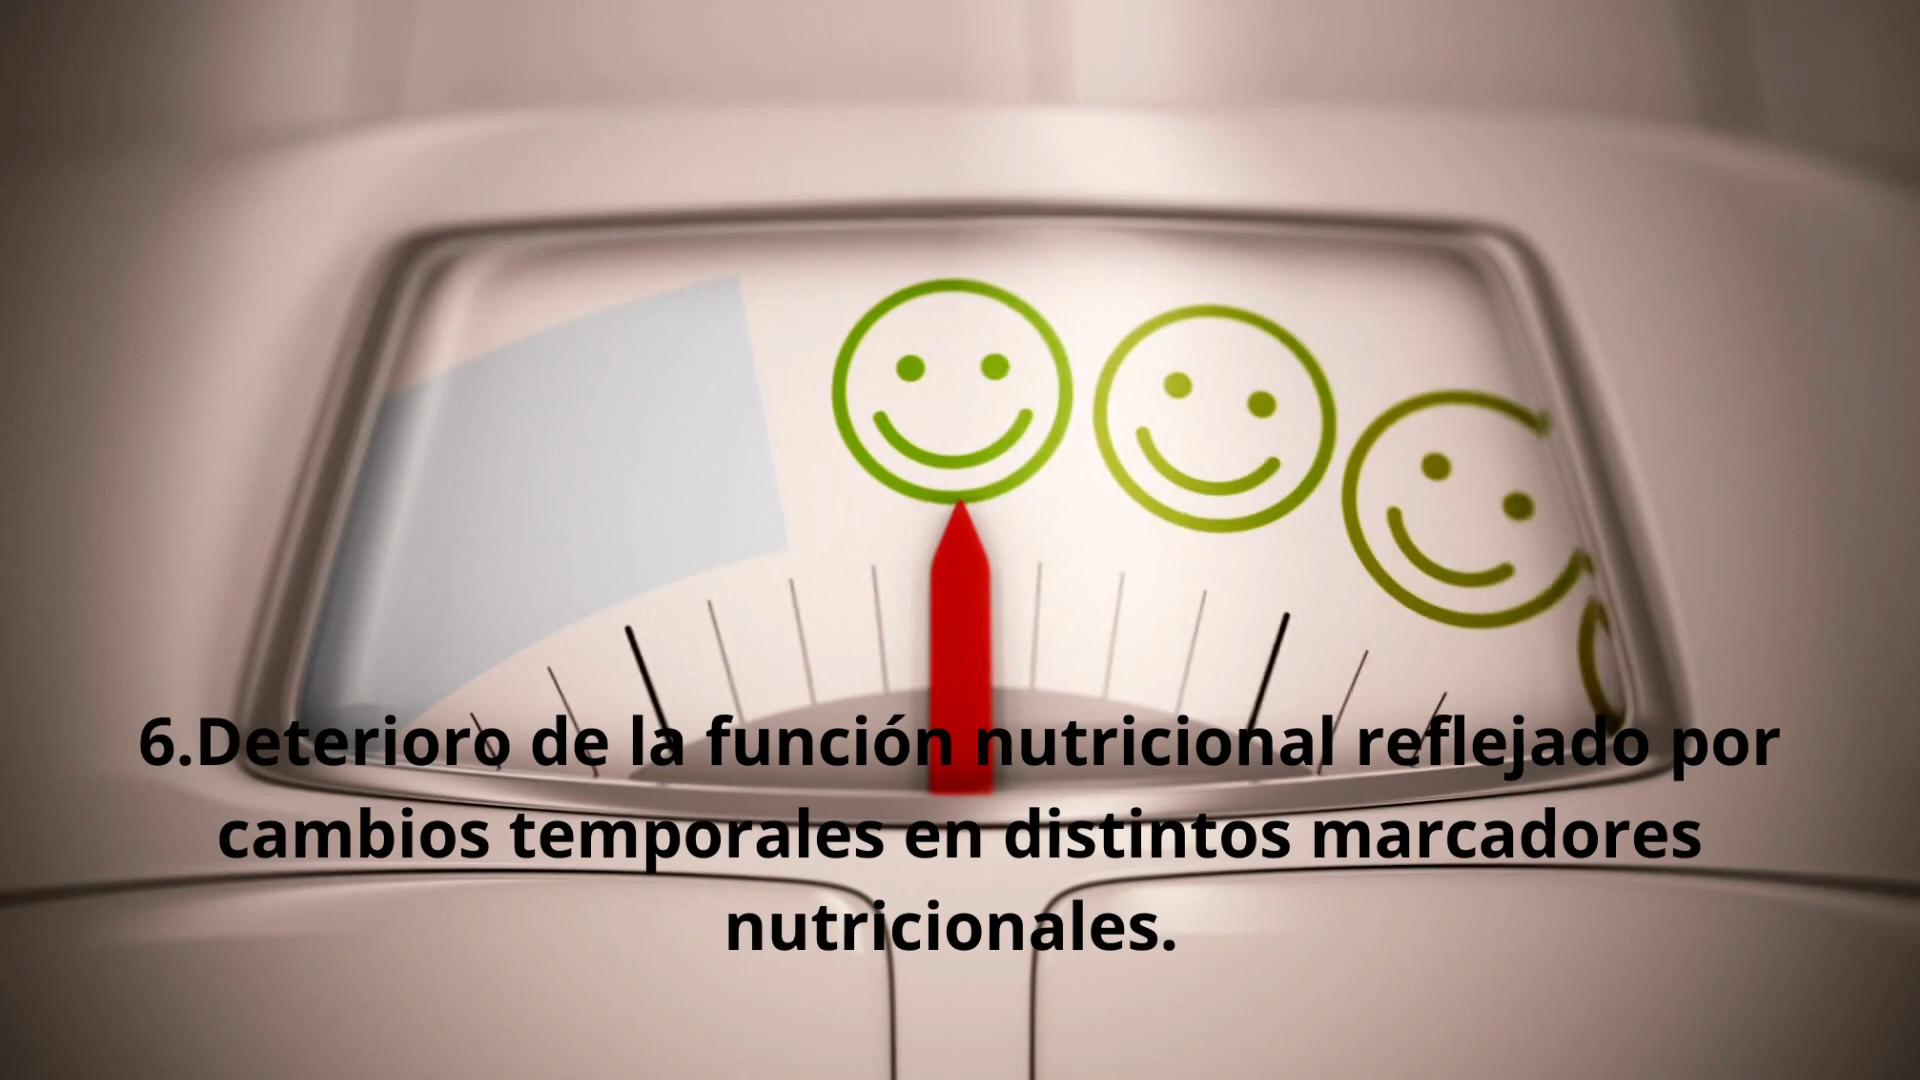 6.Deterioro de la función nutricional reflejado por
cambios temporales en distintos marcadores
nutricionales.